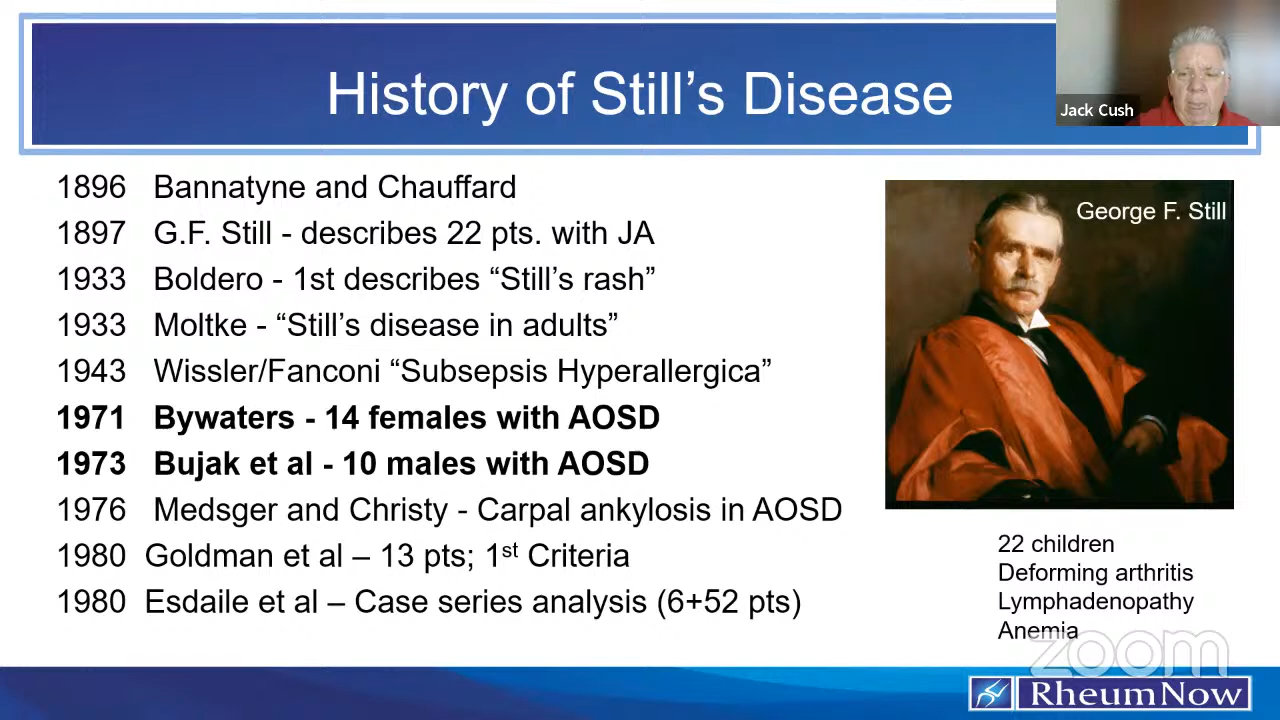 History of Still’s Disease
Jack Cush
1896 Bannatyne and Chauffard
1897 G.F. Still - describes 22 pts. with JA
1933 Boldero - 1st describes “Still’s rash”
1933 Moltke - “Still’s disease in adults”
1943 Wissler/Fanconi “Subsepsis Hyperallergica”
1971 Bywaters - 14 females with AOSD
1973 Bujak et al - 10 males with AOSD
1976 Medsger and Christy - Carpal ankylosis in AOSD
1980 Goldman et al – 13 pts; 1st Criteria
1980 Esdaile et al – Case series analysis (6+52 pts)
George F. Still
22 children
Deforming arthritis
Lymphadenopathy
Anemia
zoom
RheumNow